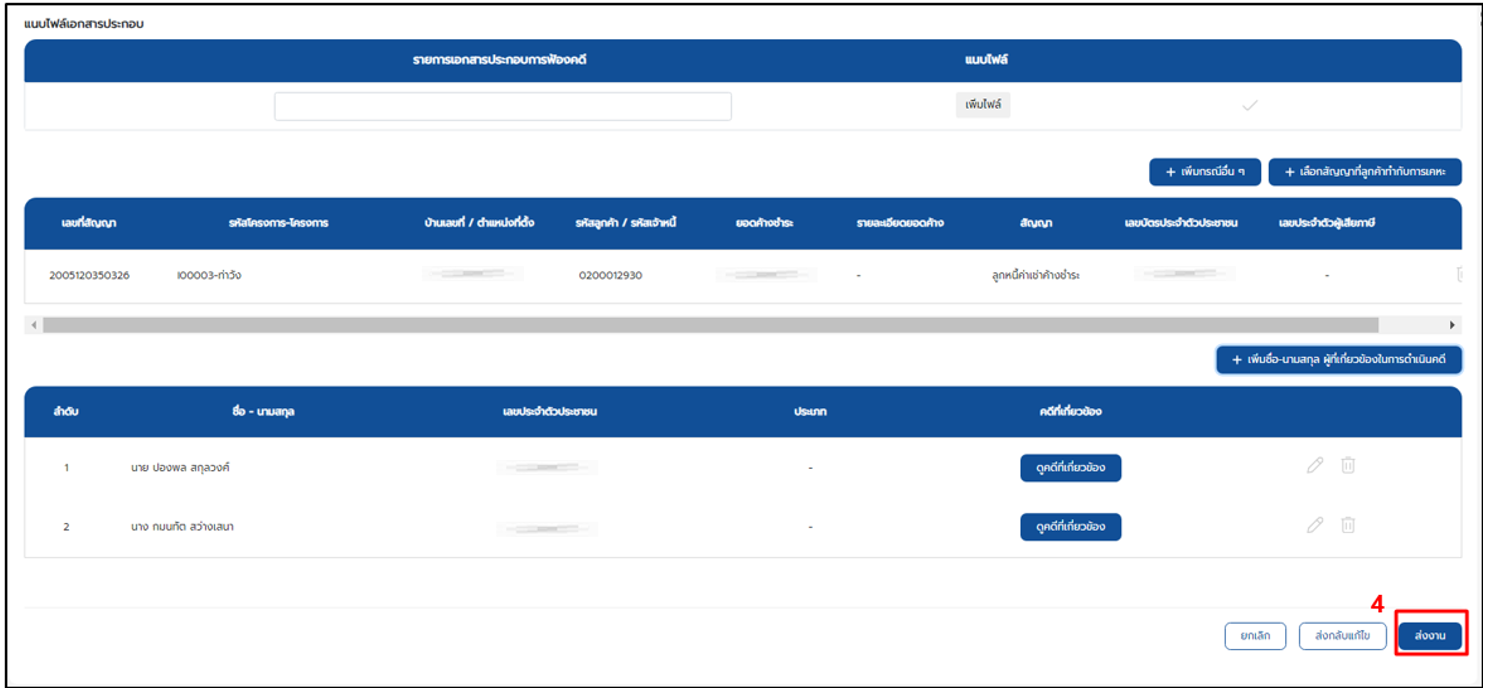 แนบไฟล์เอกสารประกอบ
รายการเอกสารประกอบการฟ้องคดี แนบไฟล์
เพิ่มไฟล์
+ เพิ่มกรณีอื่น ๆ + เลือกสัญญาที่ลูกค้าทำกับการเคหะ
เลขที่สัญญา รหัสโครงการ-โครงการ บ้านเลขที่ / ตำแหน่งที่ตั้ง รหัสลูกค้า / รหัสเจ้าหนี้ ยอดค้างชำระ รายละเอียดยอดค้าง สัญญา เลขบัตรประจำตัวประชาชน เลขประจำตัวผู้เสียภาษี
2005120350326 I00003-ท่าวัง 0200012930 - ลูกหนี้ค่าเช่าค้างชำระ -
+ เพิ่มชื่อ-นามสกุล ผู้ที่เกี่ยวข้องในการดำเนินคดี
ลำดับ ชื่อ - นามสกุล เลขประจำตัวประชาชน ประเภท คดีที่เกี่ยวข้อง
1 นาย ปองพล สกุลวงค์ - ดูคดีที่เกี่ยวข้อง
2 นาง สว่างเสนา - ดูคดีที่เกี่ยวข้อง
4
ยกเลิก ส่งกลับแก้ไข ส่งงาน